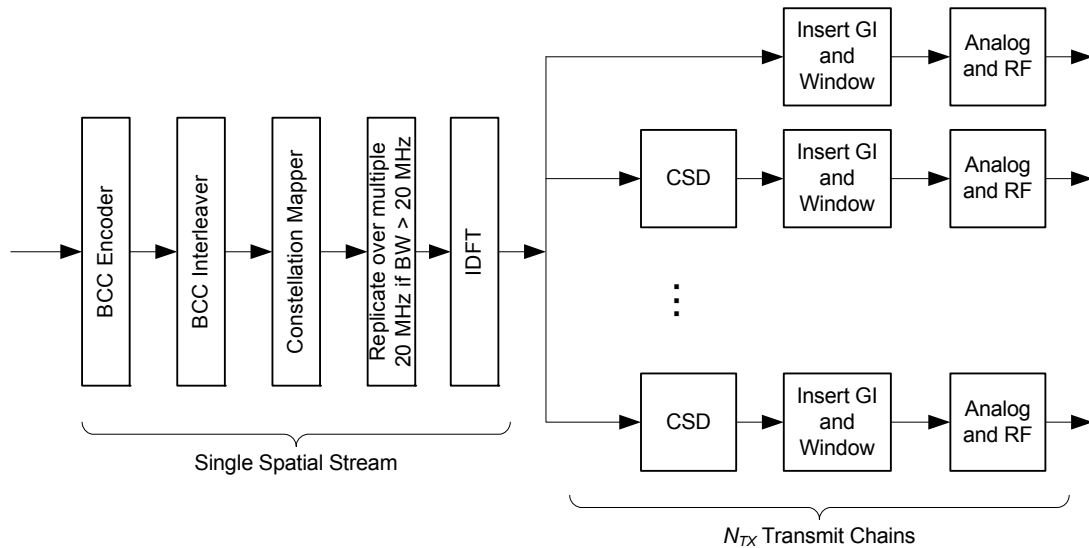 BCC Encoder
BCC Interleaver
Constellation Mapper
Replicate over multiple
20 MHz if BW > 20 MHz
IDFT
Single Spatial Stream
Insert GI
and
Window
Analog
and RF
CSD
Insert GI
and
Window
Analog
and RF
CSD
Insert GI
and
Window
Analog
and RF
N_TX Transmit Chains